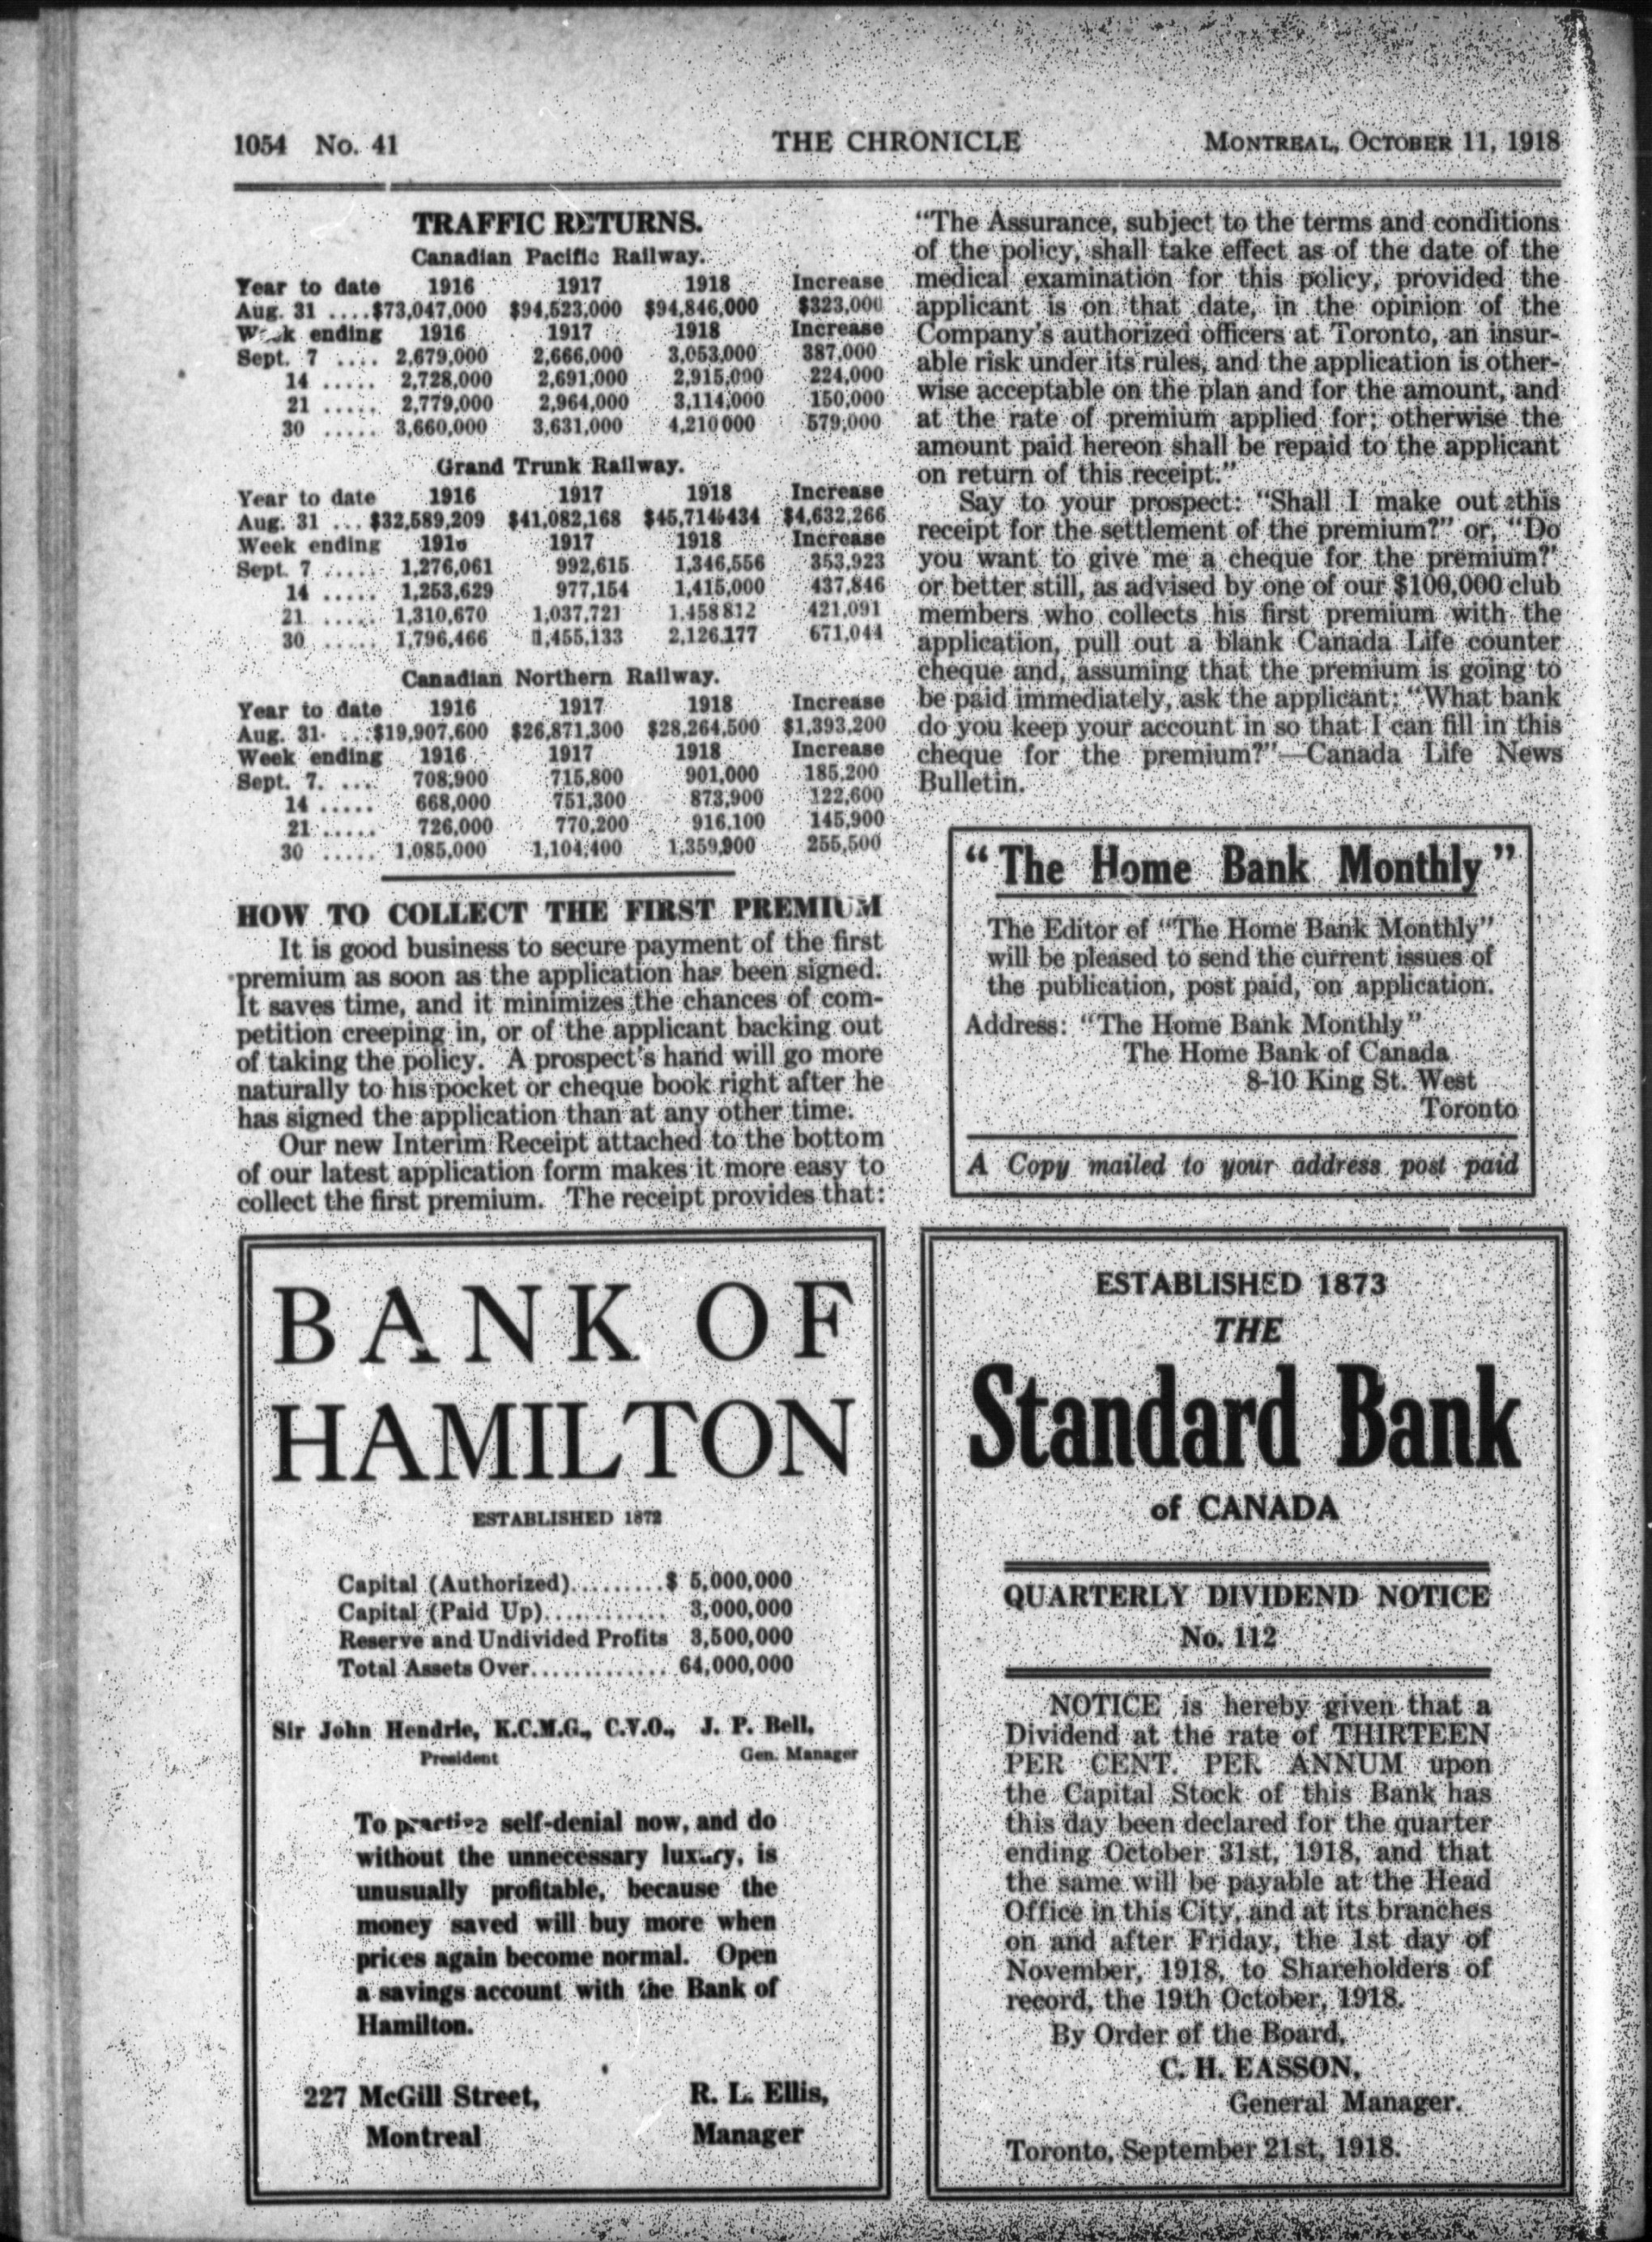 1054 No. 41 THE CHRONICLE MONTREAL, OCTOBER 11, 1918
TRAFFIC RETURNS.
Canadian Pacific Railway.
Year to date 1916 1917 1918 Increase
Aug. 31 ....$73,047,000 $94,523,000 $94,846,000 $323,000
Week ending 1916 1917 1918 Increase
Sept. 7 .... 2,679,000 2,666,000 3,053,000 387,000
14 ..... 2,728,000 2,691,000 2,915,000 224,000
21 ..... 2,779,000 2,964,000 3,114,000 150,000
30 ..... 3,660,000 3,631,000 4,210 000 579,000
Grand Trunk Railway.
Year to date 1916 1917 1918 Increase
Aug. 31 ... $32,589,209 $41,082,168 $4,632,266
Week ending 1916 1917 1918 Increase
Sept. 7 ..... 1,276,061 992,615 1,346,556 353,923
14 ..... 1,253,629 977,154 1,415,000 437,846
21 ..... 1,310,670 1,037,721 1,458 812 421,091
30 ..... 1,796,466 1,455,133 2,126,177 671,044
Canadian Northern Railway.
Year to date 1916 1917 1918 Increase
Aug. 31. ...$19,907,600 $26,871,300 $28,264,500 $1,393,200
Week ending 1916 1917 1918 Increase
Sept. 7. ... 708,900 715,800 901,000 185,200
14 ..... 668,000 751,300 873,900 122,600
21 ..... 726,000 770,200 916,100 145,900
30 ..... 1,085,000 1,104,400 1,359,900 255,500
HOW TO COLLECT THE FIRST PREMIUM
It is good business to secure payment of the first
premium as soon as the application has been signed.
It saves time, and it minimizes the chances of com-
petition creeping in, or of the applicant backing out
of taking the policy. A prospect's hand will go more
naturally to his pocket or cheque book right after he
has signed the application than at any other time.
Our new Interim Receipt attached to the bottom
of our latest application form makes it more easy to
collect the first premium. The receipt provides that:
"The Assurance, subject to the terms and conditions
of the policy, shall take effect as of the date of the
medical examination for this policy, provided the
applicant is on that date, in the opinion of the
Company's authorized officers at Toronto, an insur-
able risk under its rules, and the application is other-
wise acceptable on the plan and for the amount, and
at the rate of premium applied for; otherwise the
amount paid hereon shall be repaid to the applicant
on return of this receipt."
Say to your prospect: "Shall I make out this
receipt for the settlement of the premium?" or, "Do
you want to give me a cheque for the premium?"
or better still, as advised by one of our $100,000 club
members who collects his first premium with the
application, pull out a blank Canada Life counter
cheque and, assuming that the premium is going to
be paid immediately, ask the applicant: "What bank
do you keep your account in so that I can fill in this
cheque for the premium?"—Canada Life News
Bulletin.
"The Home Bank Monthly"
The Editor of "The Home Bank Monthly"
will be pleased to send the current issues of
the publication, post paid, on application.
Address: "The Home Bank Monthly"
The Home Bank of Canada
8-10 King St. West
Toronto
A Copy mailed to your address post paid
BANK OF
HAMILTON
ESTABLISHED 1872
Capital (Authorized).........$ 5,000,000
Capital (Paid Up)............ 3,000,000
Reserve and Undivided Profits 3,500,000
Total Assets Over............. 64,000,000
Sir John Hendrie, K.C.M.G., C.V.O., J. P. Bell,
President Gen. Manager
To practise self-denial now, and do
without the unnecessary luxury, is
unusually profitable, because the
money saved will buy more when
prices again become normal. Open
a savings account with the Bank of
Hamilton.
227 McGill Street, R. L. Ellis,
Montreal Manager
ESTABLISHED 1873
THE
Standard Bank
of CANADA
QUARTERLY DIVIDEND NOTICE
No. 112
NOTICE is hereby given that a
Dividend at the rate of THIRTEEN
PER CENT. PER ANNUM upon
the Capital Stock of this Bank has
this day been declared for the quarter
ending October 31st, 1918, and that
the same will be payable at the Head
Office in this City, and at its branches
on and after Friday, the 1st day of
November, 1918, to Shareholders of
record, the 19th October, 1918.
By Order of the Board,
C. H. EASSON,
General Manager.
Toronto, September 21st, 1918.